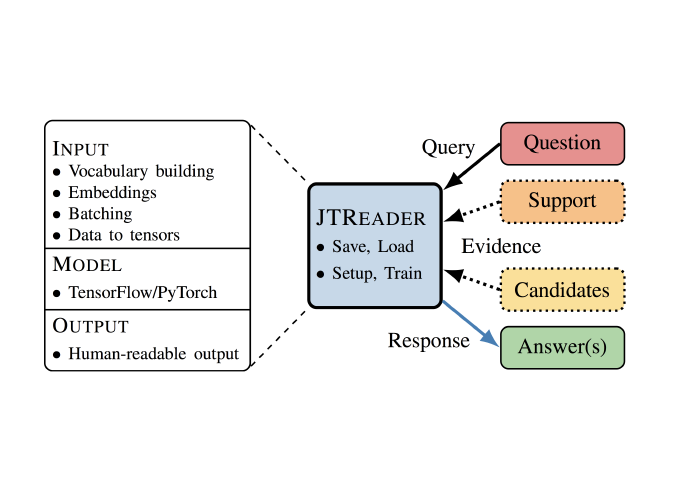 INPUT
• Vocabulary building
• Embeddings
• Batching
• Data to tensors
MODEL
• TensorFlow/PyTorch
OUTPUT
• Human-readable output
JTREADER
• Save, Load
• Setup, Train
Query
Evidence
Response
Question
Support
Candidates
Answer(s)